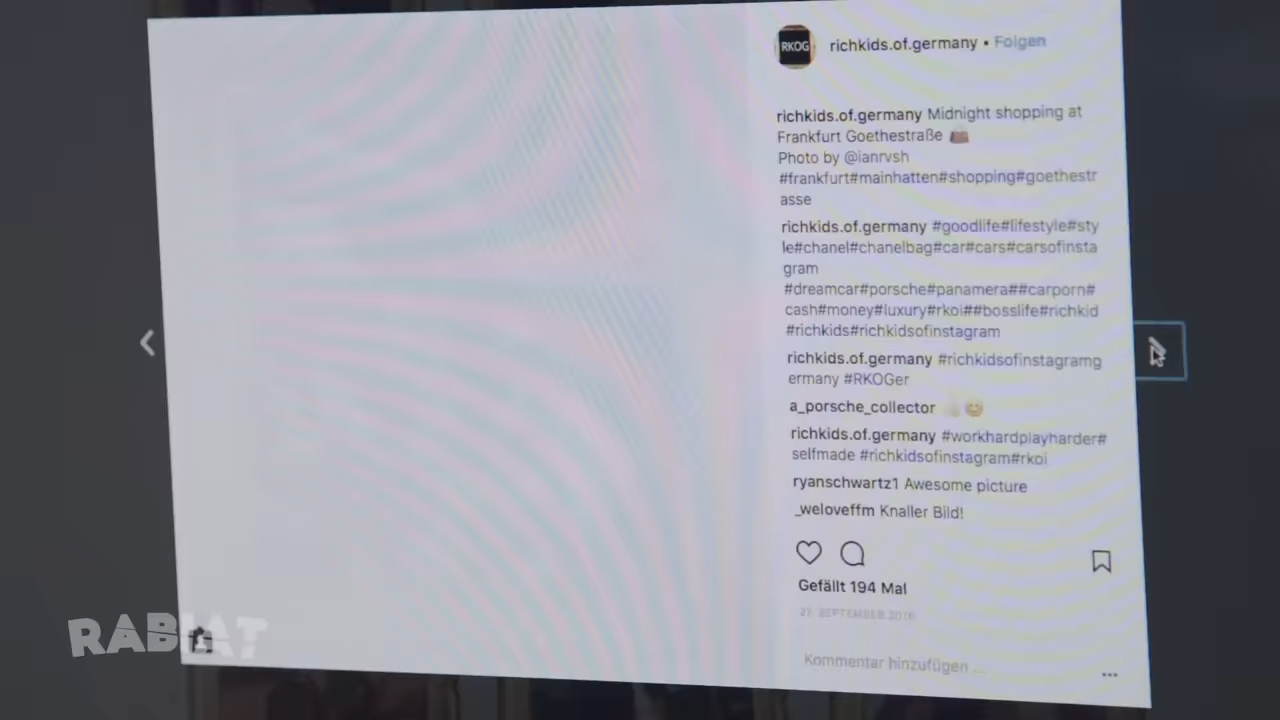 RKOG
richkids.of.germany • Folgen
richkids.of.germany Midnight shopping at
Frankfurt Goethestraße 👜
Photo by @ianrvsh
#frankfurt#mainhatten#shopping#goethestr
asse
richkids.of.germany #goodlife#lifestyle#sty
le#chanel#chanelbag#car#cars#carsofinsta
gram
#dreamcar#porsche#panamera##carporn#
cash#money#luxury#rkoi##bosslife#richkid
#richkids#richkidsofinstagram
richkids.of.germany #richkidsofinstagramg
ermany #RKOGer
a_porsche_collector
richkids.of.germany #workhardplayharder#
selfmade #richkidsofinstagram#rkoi
ryanschwartz1 Awesome picture
_weloveffm Knaller Bild!
Gefällt 194 Mal
SEPTEMBER 2016
Kommentar hinzufügen ...
RABIAT